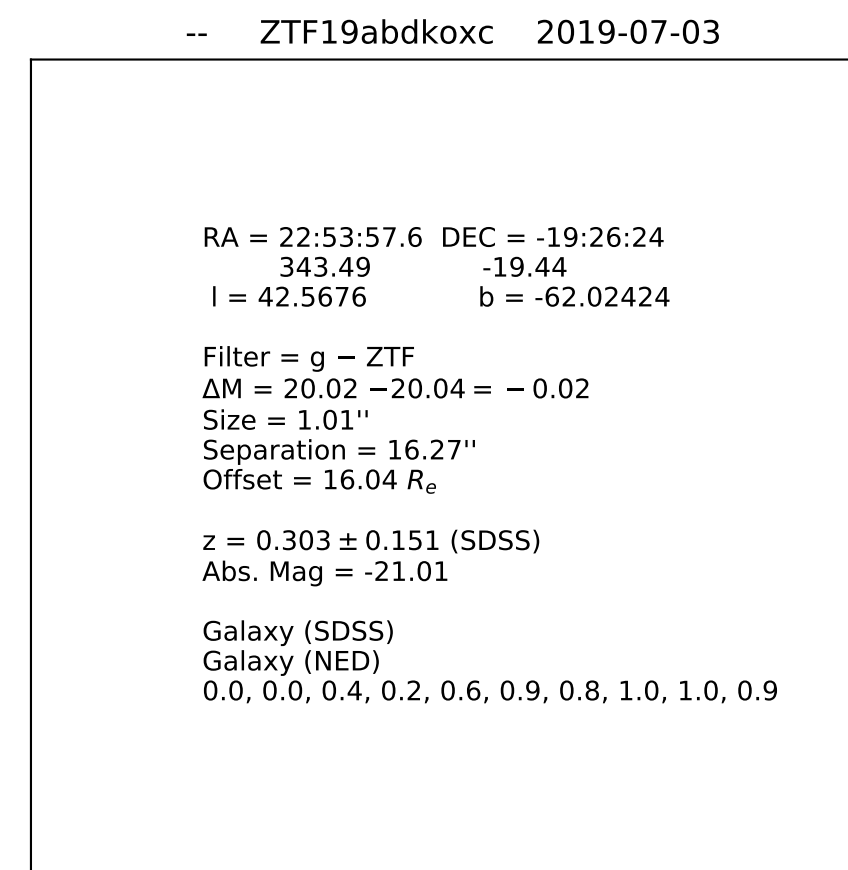 -- ZTF19abdkoxc 2019-07-03
RA = 22:53:57.6 DEC = -19:26:24
343.49 -19.44
l = 42.5676 b = -62.02424
Filter = g − ZTF
ΔM = 20.02 −20.04 = − 0.02
Size = 1.01''
Separation = 16.27''
Offset = 16.04 Rₑ
z = 0.303 ± 0.151 (SDSS)
Abs. Mag = -21.01
Galaxy (SDSS)
Galaxy (NED)
0.0, 0.0, 0.4, 0.2, 0.6, 0.9, 0.8, 1.0, 1.0, 0.9